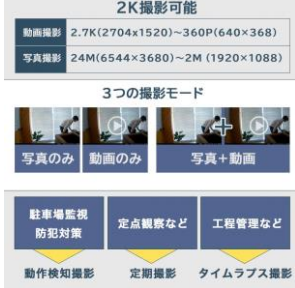 2K撮影可能
動画撮影 2.7K(2704x1520)~360P(640×368)
写真撮影 24M(6544×3680)~2M (1920×1088)
3つの撮影モード
写真のみ 動画のみ 写真+動画
駐車場監視
防犯対策
定点観察など
工程管理など
動作検知撮影 定期撮影 タイムラプス撮影